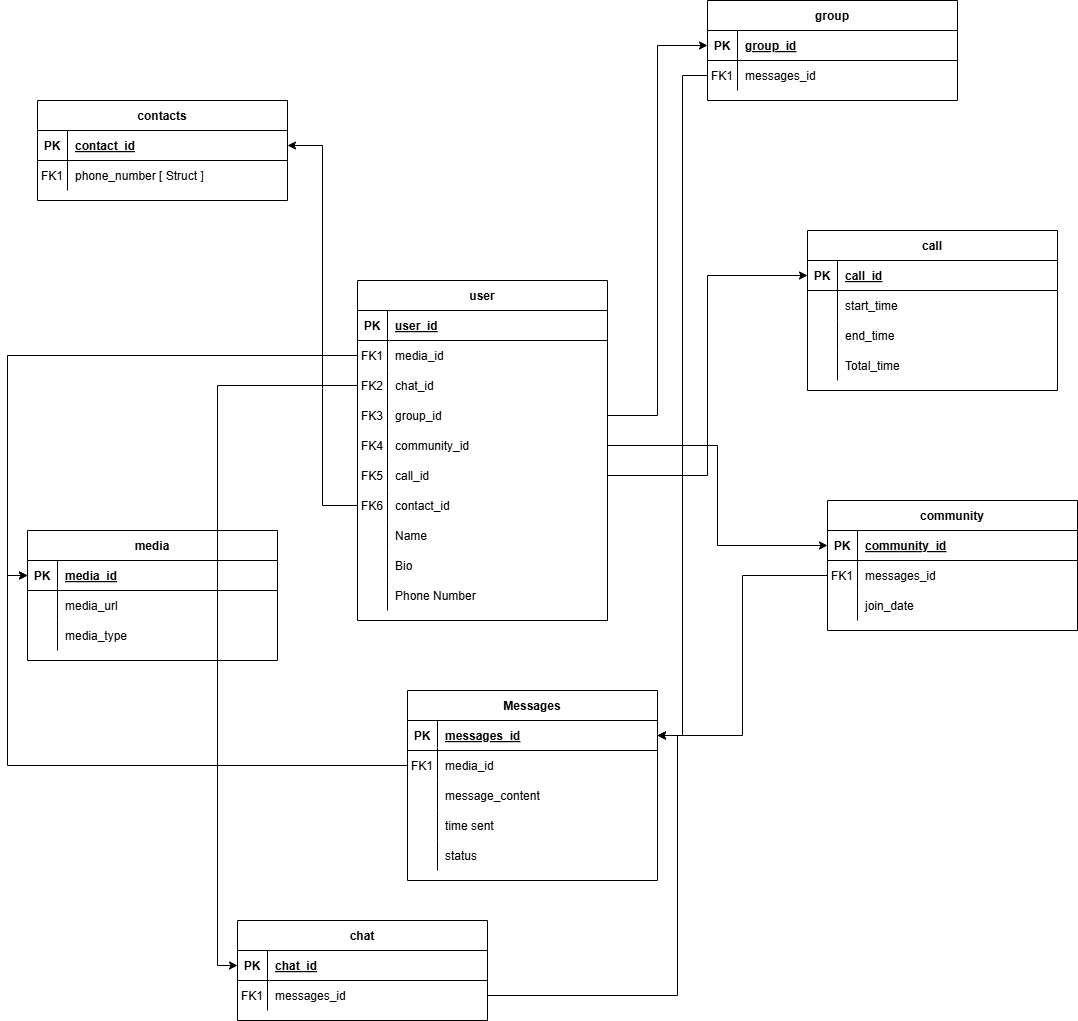 group
PK group_id
FK1 messages_id
contacts
PK contact_id
FK1 phone_number [ Struct ]
call
PK call_id
start_time
end_time
Total_time
user
PK user_id
FK1 media_id
FK2 chat_id
FK3 group_id
FK4 community_id
FK5 call_id
FK6 contact_id
Name
Bio
Phone Number
community
PK community_id
FK1 messages_id
join_date
media
PK media_id
media_url
media_type
Messages
PK messages_id
FK1 media_id
message_content
time sent
status
chat
PK chat_id
FK1 messages_id